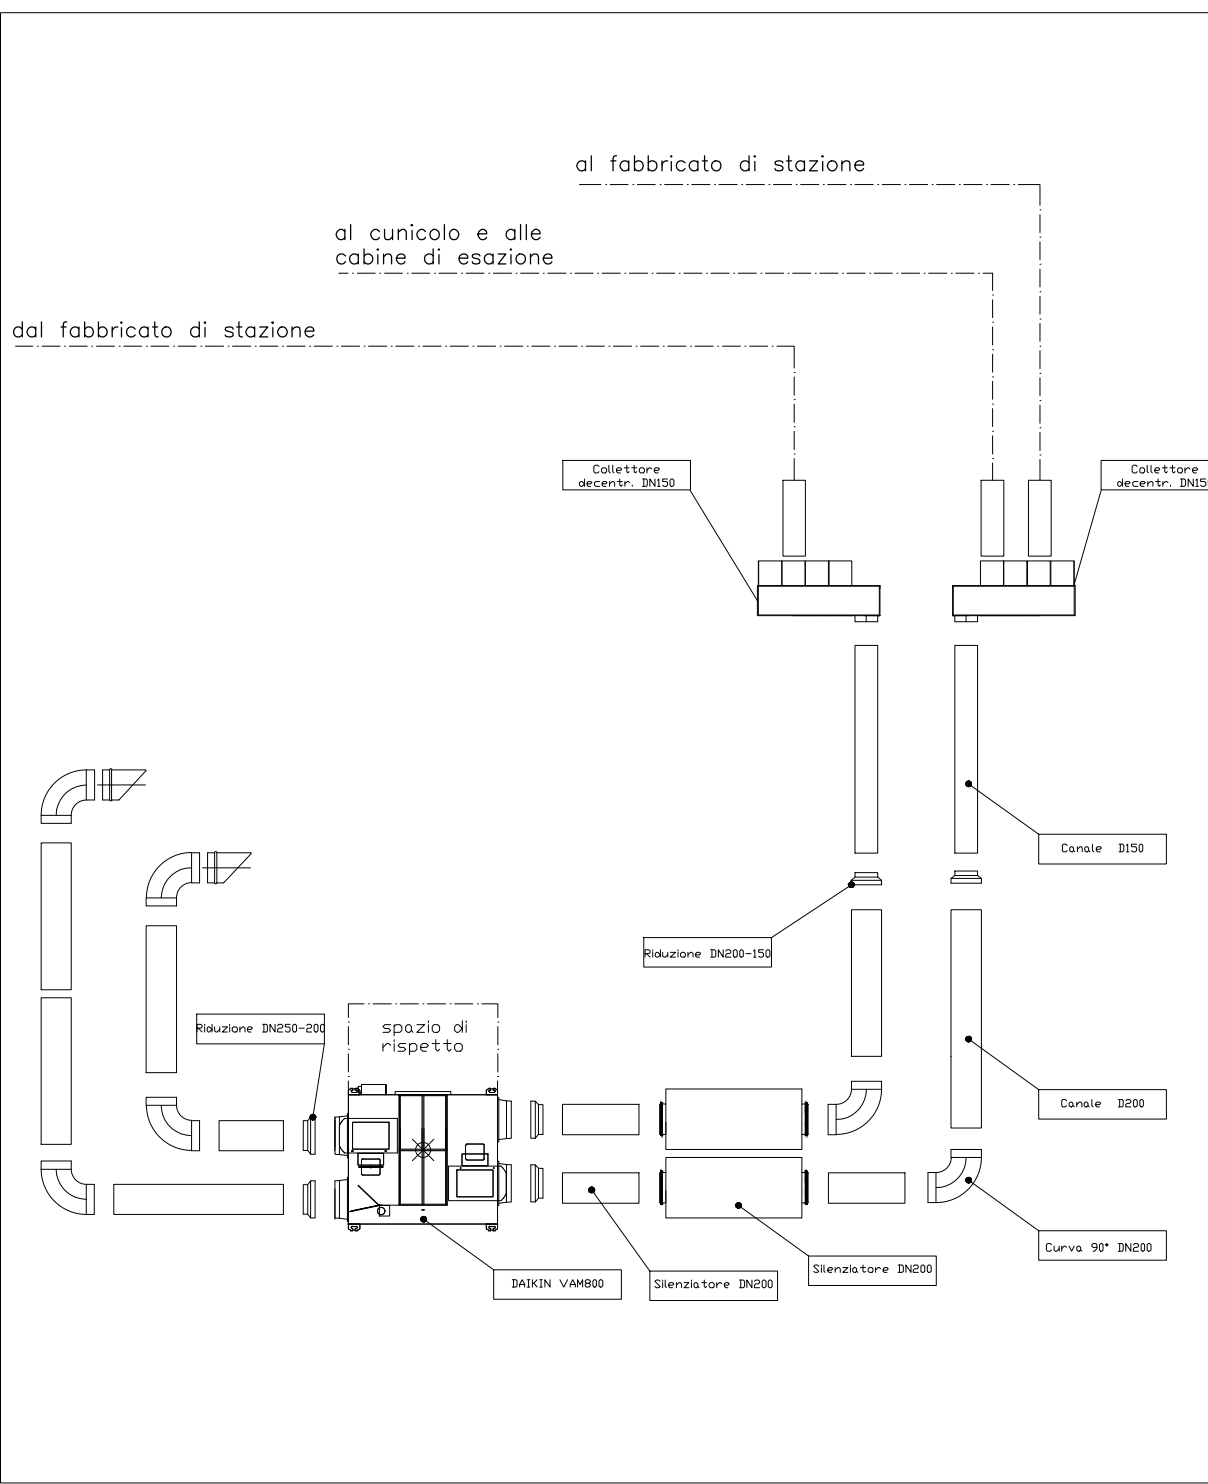 al fabbricato di stazione
al cunicolo e alle
cabine di esazione
dal fabbricato di stazione
Collettore
decentr. DN150
Collettore
decentr. DN150
Canale D150
Riduzione DN200-150
Riduzione DN250-200
spazio di
rispetto
Canale D200
Curva 90° DN200
Silenziatore DN200
DAIKIN VAM800
Silenziatore DN200